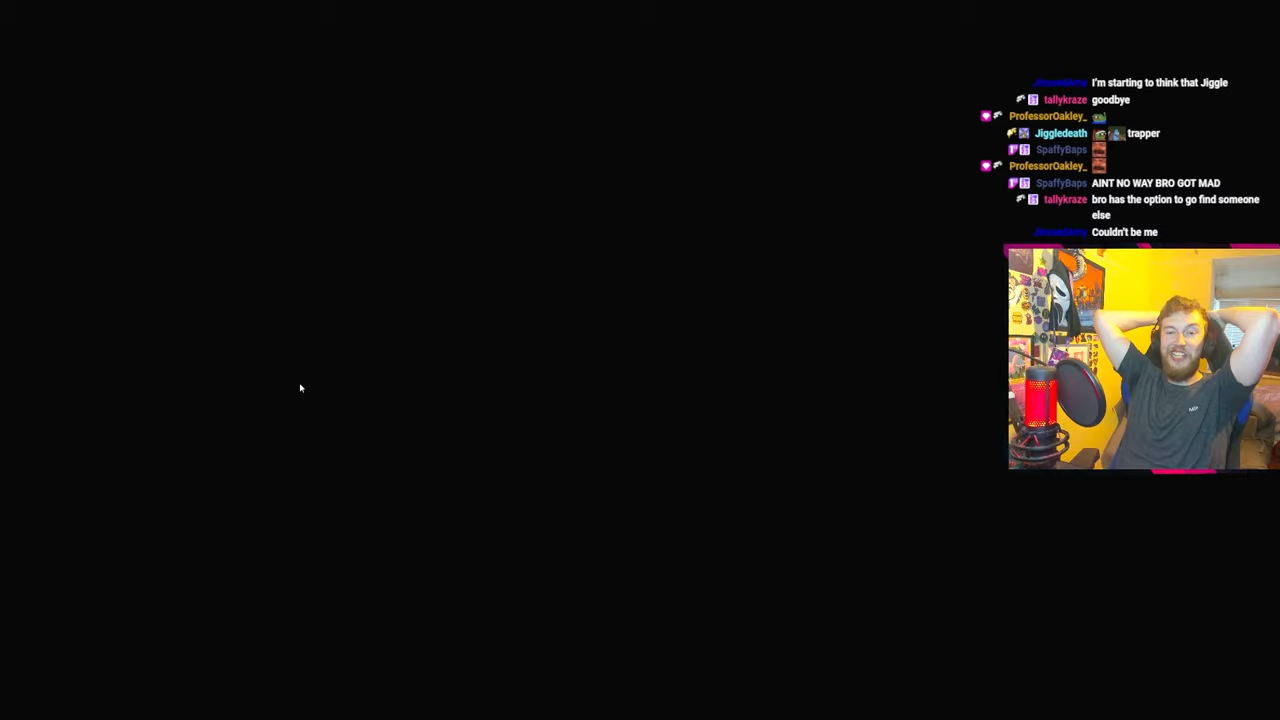 I'm starting to think that Jiggle
tallykraze goodbye
ProfessorOakley_
Jiggledeath trapper
SpaffyBaps
ProfessorOakley_
SpaffyBaps AINT NO WAY BRO GOT MAD
tallykraze bro has the option to go find someone
else
Couldn't be me